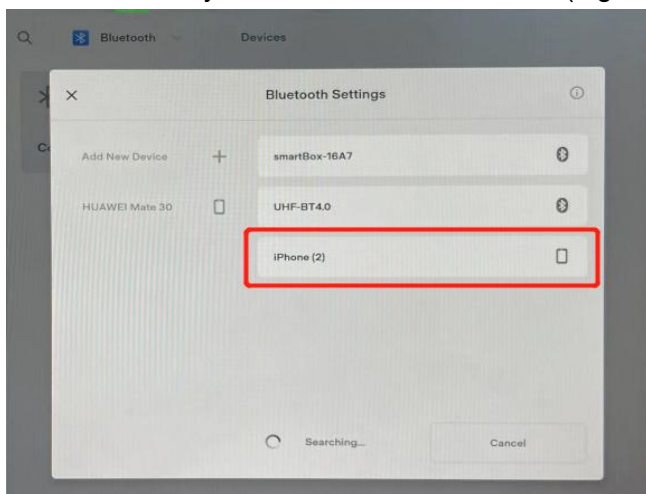 Bluetooth
Devices
Bluetooth Settings
Add New Device
smartBox-16A7
HUAWEI Mate 30
UHF-BT4.0
iPhone (2)
Searching...
Cancel